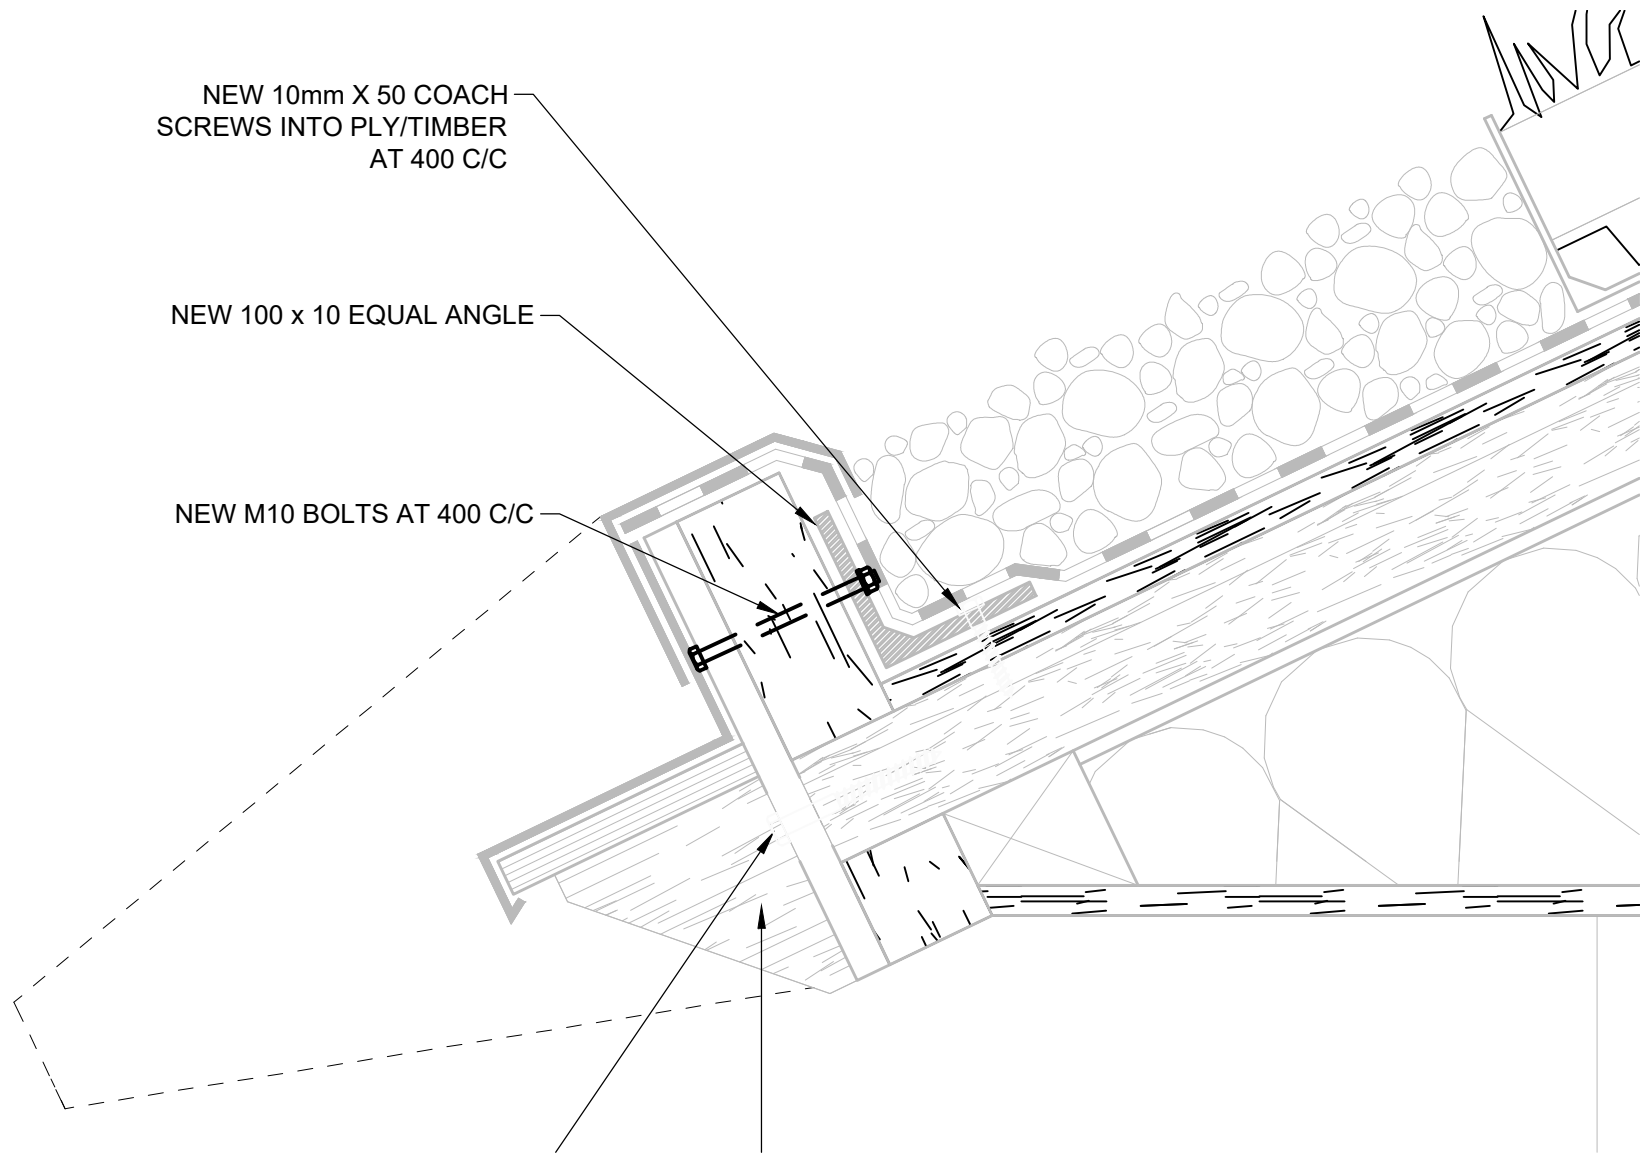 NEW 10mm X 50 COACH
SCREWS INTO PLY/TIMBER
AT 400 C/C
NEW 100 x 10 EQUAL ANGLE
NEW M10 BOLTS AT 400 C/C